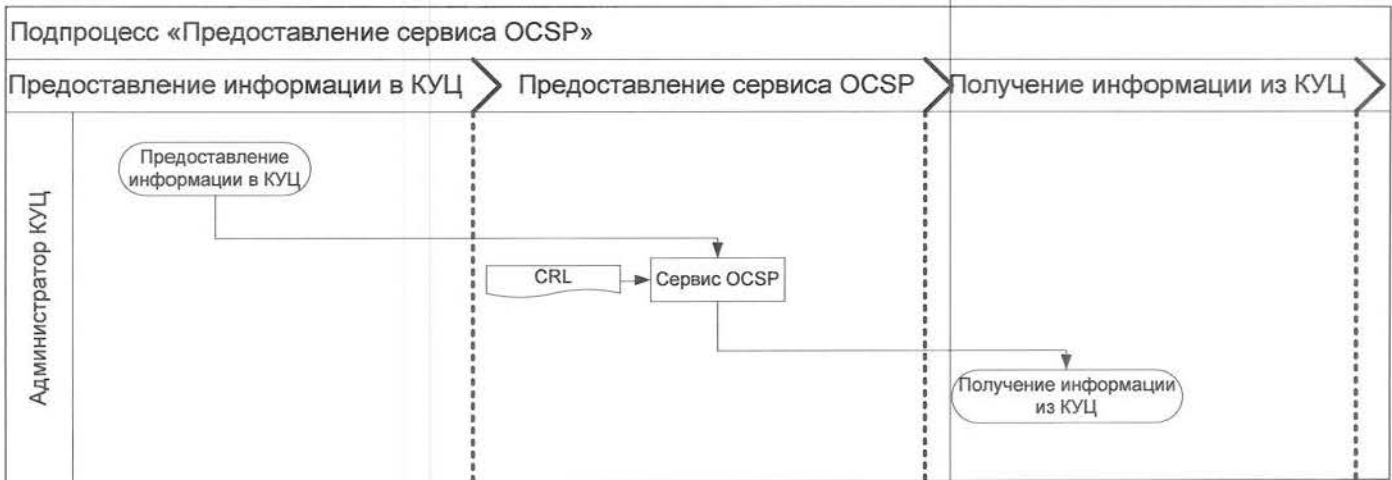 Подпроцесс «Предоставление сервиса OCSP»
Предоставление информации в КУЦ
Предоставление сервиса OCSP
Получение информации из КУЦ
Администратор КУЦ
Предоставление
информации в КУЦ
CRL
Сервис OCSP
Получение информации
из КУЦ